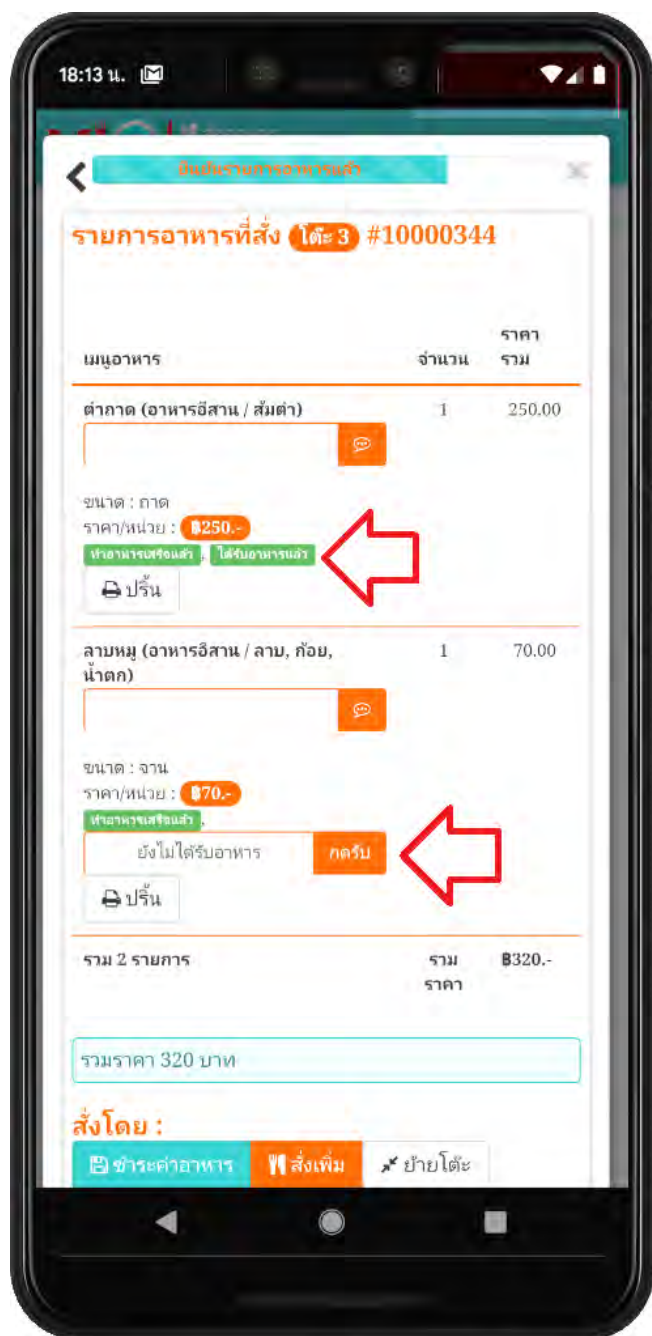 18:13 น.
ยืนยันรายการอาหารแล้ว
รายการอาหารที่สั่ง โต๊ะ 3 #10000344
เมนูอาหาร จำนวน ราคา รวม
ตำถาด (อาหารอีสาน / ส้มตำ) 1 250.00
ขนาด : ถาด
ราคา/หน่วย : ฿250.-
ทำอาหารเสร็จแล้ว , ได้รับอาหารแล้ว
ปริ้น
ลาบหมู (อาหารอีสาน / ลาบ, ก้อย, 1 70.00
น้ำตก)
ขนาด : จาน
ราคา/หน่วย : ฿70.-
ทำอาหารเสร็จแล้ว ,
ยังไม่ได้รับอาหาร กดรับ
ปริ้น
รวม 2 รายการ รวม ฿320.-
ราคา
รวมราคา 320 บาท
สั่งโดย :
ชำระค่าอาหาร สั่งเพิ่ม ย้ายโต๊ะ